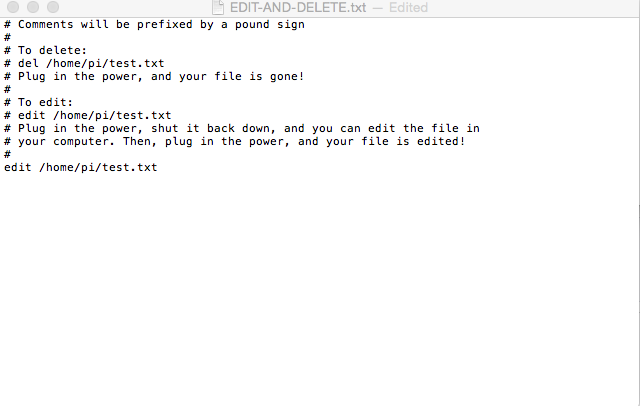 EDIT-AND-DELETE.txt — Edited
# Comments will be prefixed by a pound sign
#
# To delete:
# del /home/pi/test.txt
# Plug in the power, and your file is gone!
#
# To edit:
# edit /home/pi/test.txt
# Plug in the power, shut it back down, and you can edit the file in
# your computer. Then, plug in the power, and your file is edited!
#
edit /home/pi/test.txt